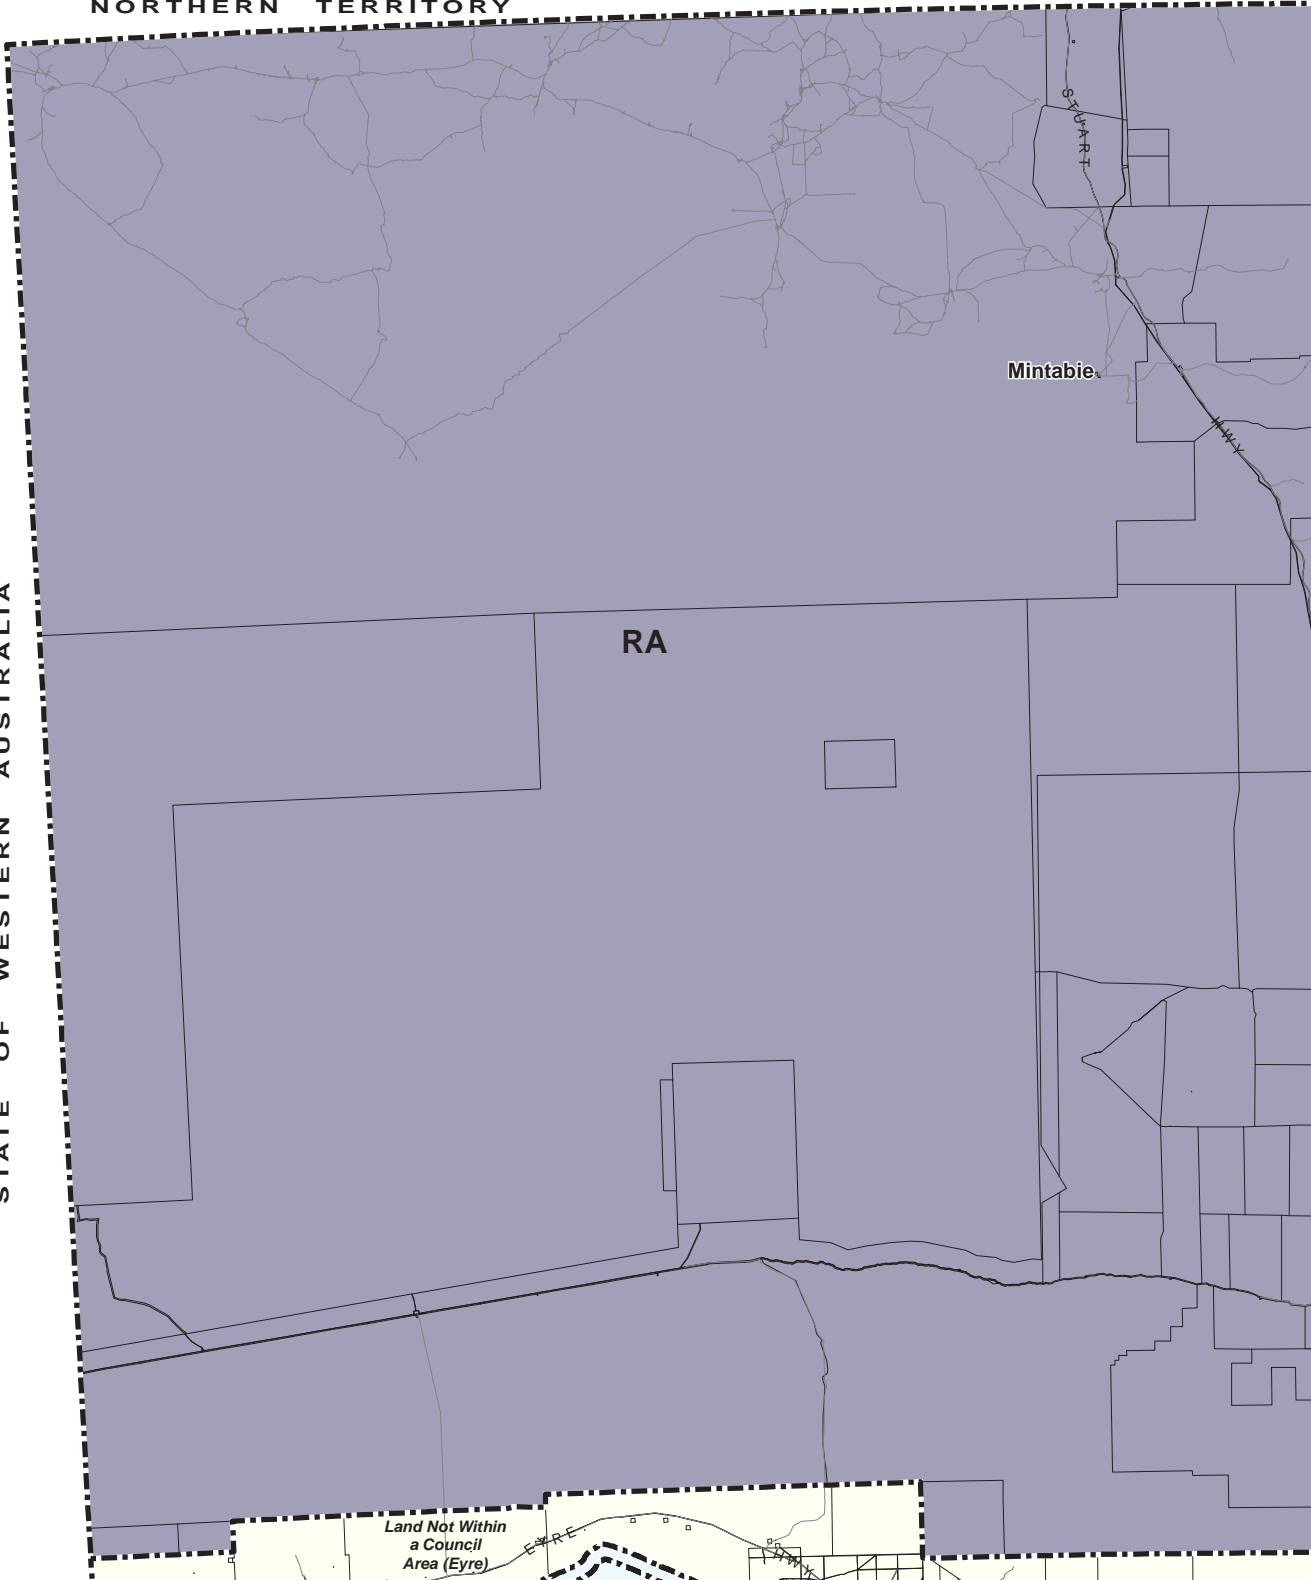 NORTHERN TERRITORY
STUART
Mintabie
HWY
STATE OF WESTERN AUSTRALIA
RA
Land Not Within
a Council
Area (Eyre)
EYRE
HWY